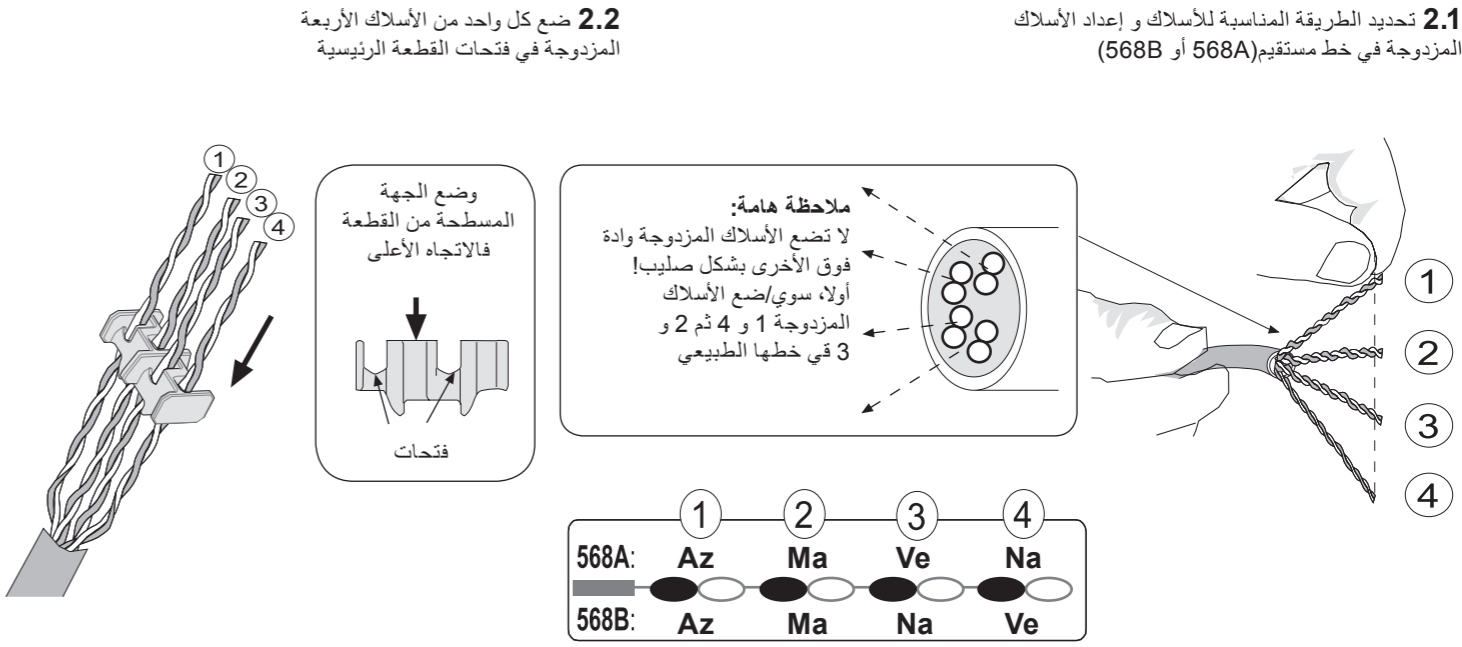 2.1 تحديد الطريقة المناسبة للأسلاك و إعداد الأسلاك
المزدوجة في خط مستقيم(568A أو 568B)
2.2 ضع كل واحد من الأسلاك الأربعة
المزدوجة في فتحات القطعة الرئيسية
1
2
3
4
ملاحظة هامة:
لا تضع الأسلاك المزدوجة وادة
فوق الأخرى بشكل صليب!
أولا، سوي/ضع الأسلاك
المزدوجة 1 و 4 ثم 2 و
3 قي خطها الطبيعي
وضع الجهة
المسطحة من القطعة
فالاتجاه الأعلى
فتحات
1
2
3
4
1 2 3 4
568A: Az Ma Ve Na
568B: Az Ma Na Ve